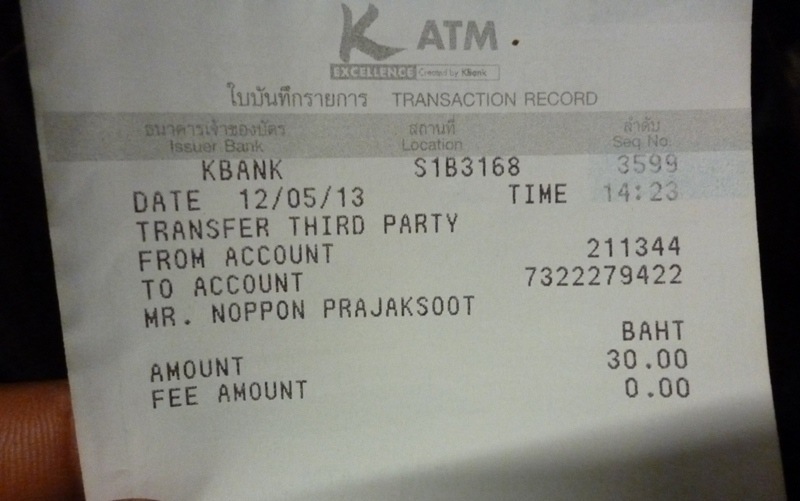 K ATM
EXCELLENCE Created by KBank
ใบบันทึกรายการ TRANSACTION RECORD
ธนาคารเจ้าของบัตร สถานที่ ลำดับ
Issuer Bank Location Seq No.
KBANK S1B3168 3599
DATE 12/05/13 TIME 14:23
TRANSFER THIRD PARTY
FROM ACCOUNT 211344
TO ACCOUNT 7322279422
MR. NOPPON PRAJAKSOOT
BAHT
AMOUNT 30.00
FEE AMOUNT 0.00